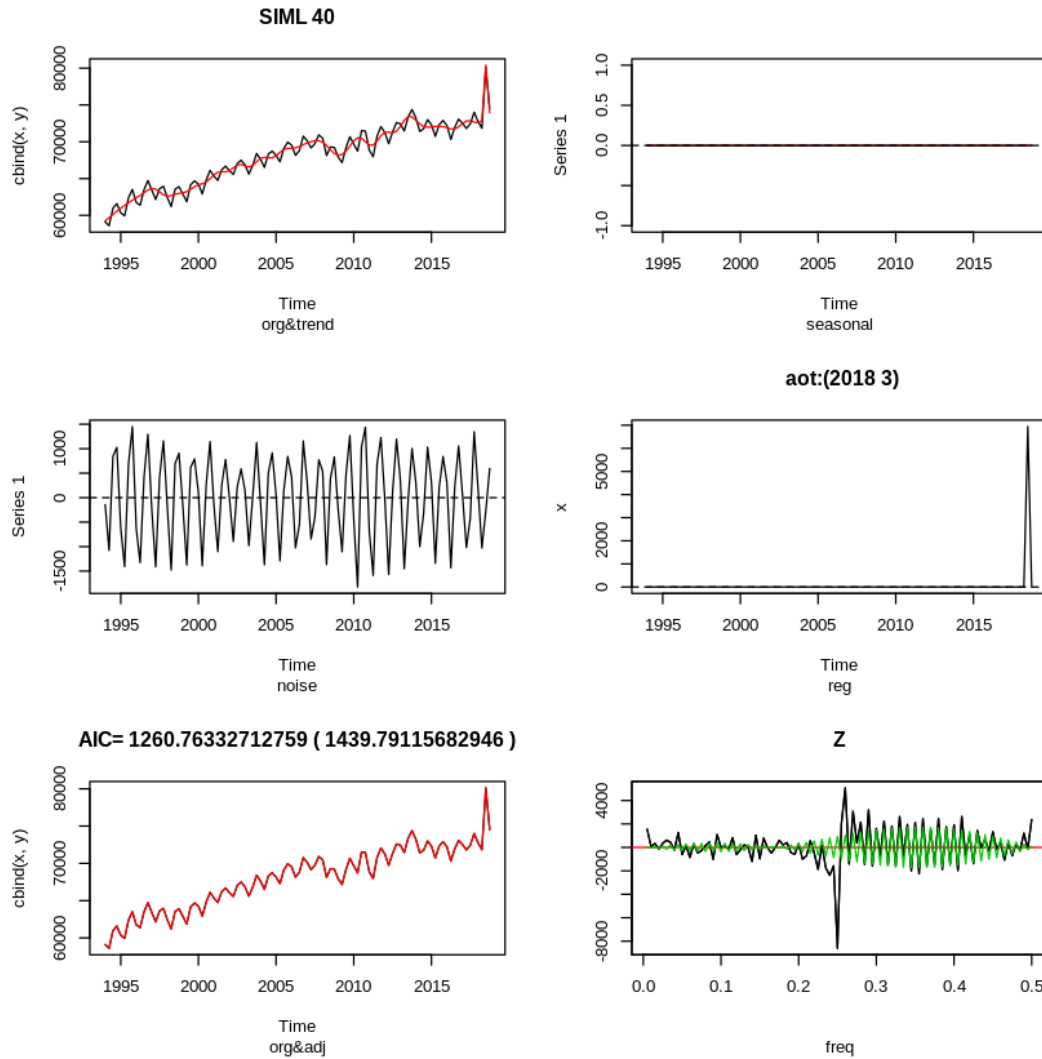 SIML 40
cbind(x, y)
80000
70000
60000
1995 2000 2005 2010 2015
Time
org&trend
Series 1
1.0
0.5
0.0
-1.0
1995 2000 2005 2010 2015
Time
seasonal
Series 1
1000
0
-1500
1995 2000 2005 2010 2015
Time
noise
aot:(2018 3)
x
5000
2000
0
1995 2000 2005 2010 2015
Time
reg
AIC= 1260.76332712759 ( 1439.79115682946 )
cbind(x, y)
80000
70000
60000
1995 2000 2005 2010 2015
Time
org&adj
Z
4000
-2000
-8000
0.0 0.1 0.2 0.3 0.4 0.5
freq